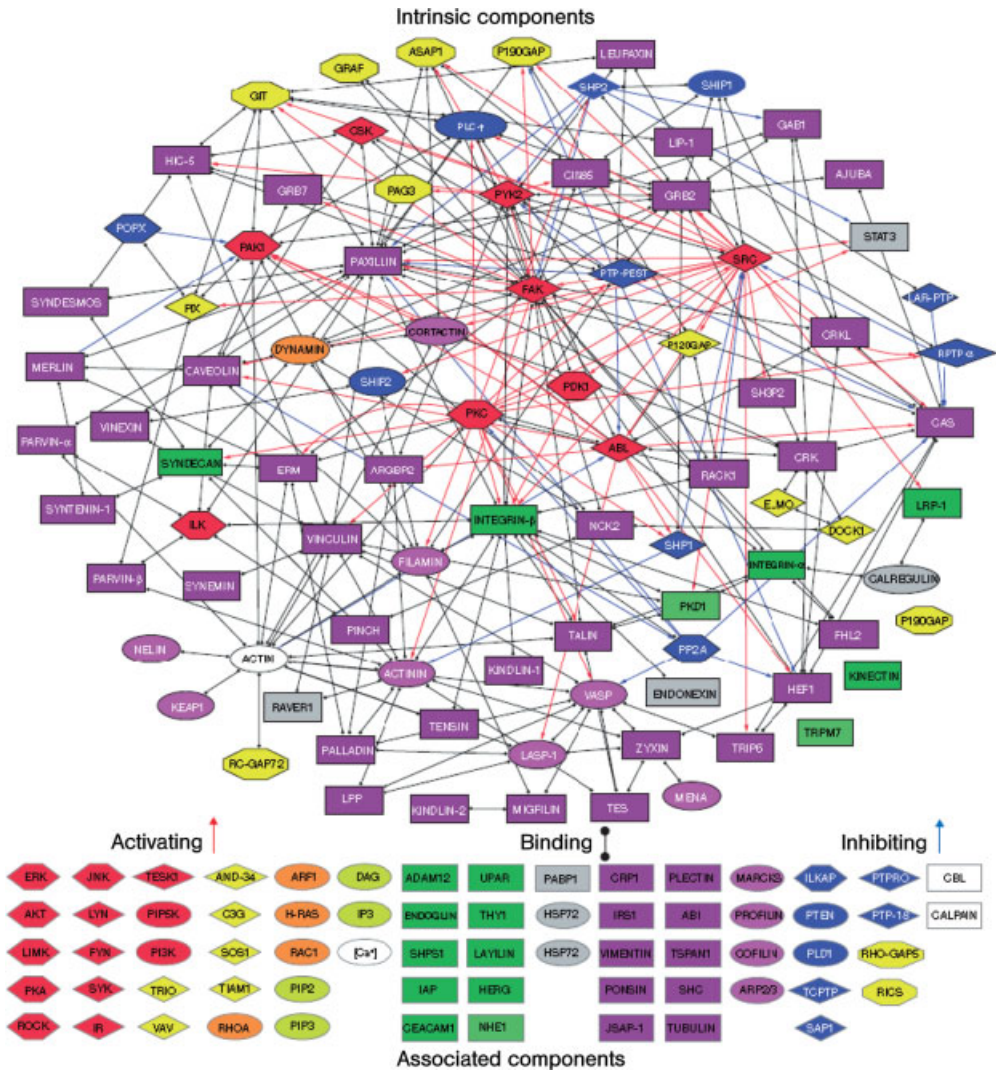 Intrinsic components
ASAP1
P190GAP
LEUPAXIN
GRAF
GIT
SHP2
SHIP1
CSK
PLC-γ
LIP-1
GAB1
HIC-5
GRB7
PAG3
PYK2
CIN85
GRB2
AJUBA
POPX
PAK1
PAXILLIN
PTP-PEST
SRC
STAT3
SYNDESMOS
PIX
FAK
LAR-PTP
CORTACTIN
DYNAMIN
P120GAP
CRKL
RPTP-α
MERLIN
CAVEOLIN
SHIP2
PDK1
SH3P2
CAS
PARVIN-α
VINEXIN
PKC
ABL
SYNDECAN
ERM
ARGBP2
RACK1
CRK
SYNTENIN-1
ILK
INTEGRIN-β
NCK2
ELMO
LRP-1
VINCULIN
SHP1
DOCK1
PARVIN-β
SYNEMIN
FILAMIN
INTEGRIN-α
CALREGULIN
PKD1
P190GAP
NELIN
ACTIN
PINCH
TALIN
FHL2
ACTININ
KINDLIN-1
PP2A
KINECTIN
KEAP1
RAVER1
VASP
ENDONEXIN
HEF1
TENSIN
TRPM7
RC-GAP72
PALLADIN
LASP-1
ZYXIN
TRIP6
LPP
KINDLIN-2
MIGFILIN
TES
MENA
Activating
Binding
Inhibiting
ERK JNK TESK1 AND-34 ARF1 DAG ADAM12 UPAR PABP1 CRP1 PLECTIN MARCKS ILKAP PTPRO CBL
AKT LYN PIP5K C3G H-RAS IP3 ENDOGLIN THY1 HSP72 IRS1 ABI PROFILIN PTEN PTP-18 CALPAIN
LIMK FYN PI3K SOS1 RAC1 [Ca⁺] SHPS1 LAYILIN HSP72 VIMENTIN TSPAN1 COFILIN PLD1 RHO-GAP5
PKA SYK TRIO TIAM1 PIP2 IAP HERG PONSIN SHC ARP2/3 TCPTP RICS
ROCK IR VAV RHOA PIP3 CEACAM1 NHE1 JSAP-1 TUBULIN SAP1
Associated components